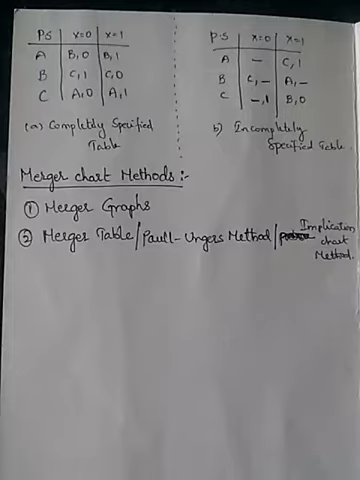 PS x=0 x=1
A B,0 B,1
B C,1 C,0
C A,0 A,1
(a) Completely Specified
Table
P.S x=0 x=1
A - C,1
B C,- A,-
C -,1 B,0
b) Incompletely
Specified Table.
Merger chart Methods :-
① Merger Graphs
② Merger Table/Paull-Ungers Method/ Implication
chart
Method.